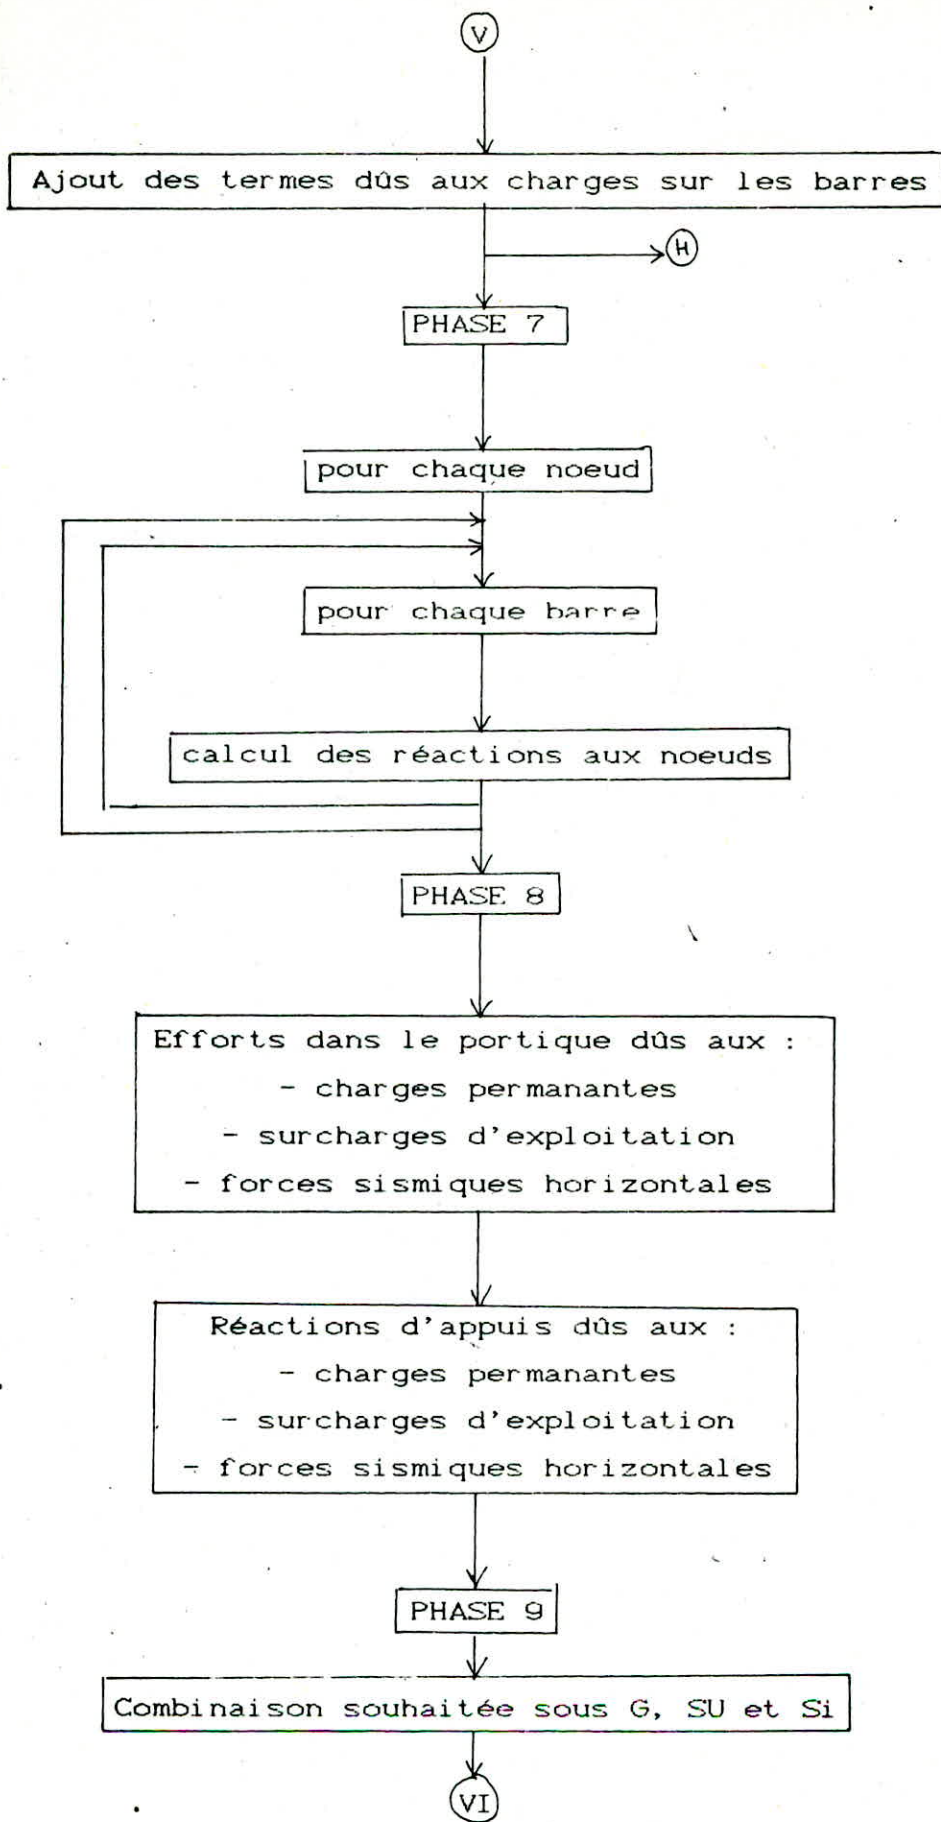 V
Ajout des termes dûs aux charges sur les barres
H
PHASE 7
pour chaque noeud
pour chaque barre
calcul des réactions aux noeuds
PHASE 8
Efforts dans le portique dûs aux :
- charges permanantes
- surcharges d'exploitation
- forces sismiques horizontales
Réactions d'appuis dûs aux :
- charges permanantes
- surcharges d'exploitation
- forces sismiques horizontales
PHASE 9
Combinaison souhaitée sous G, SU et Si
VI